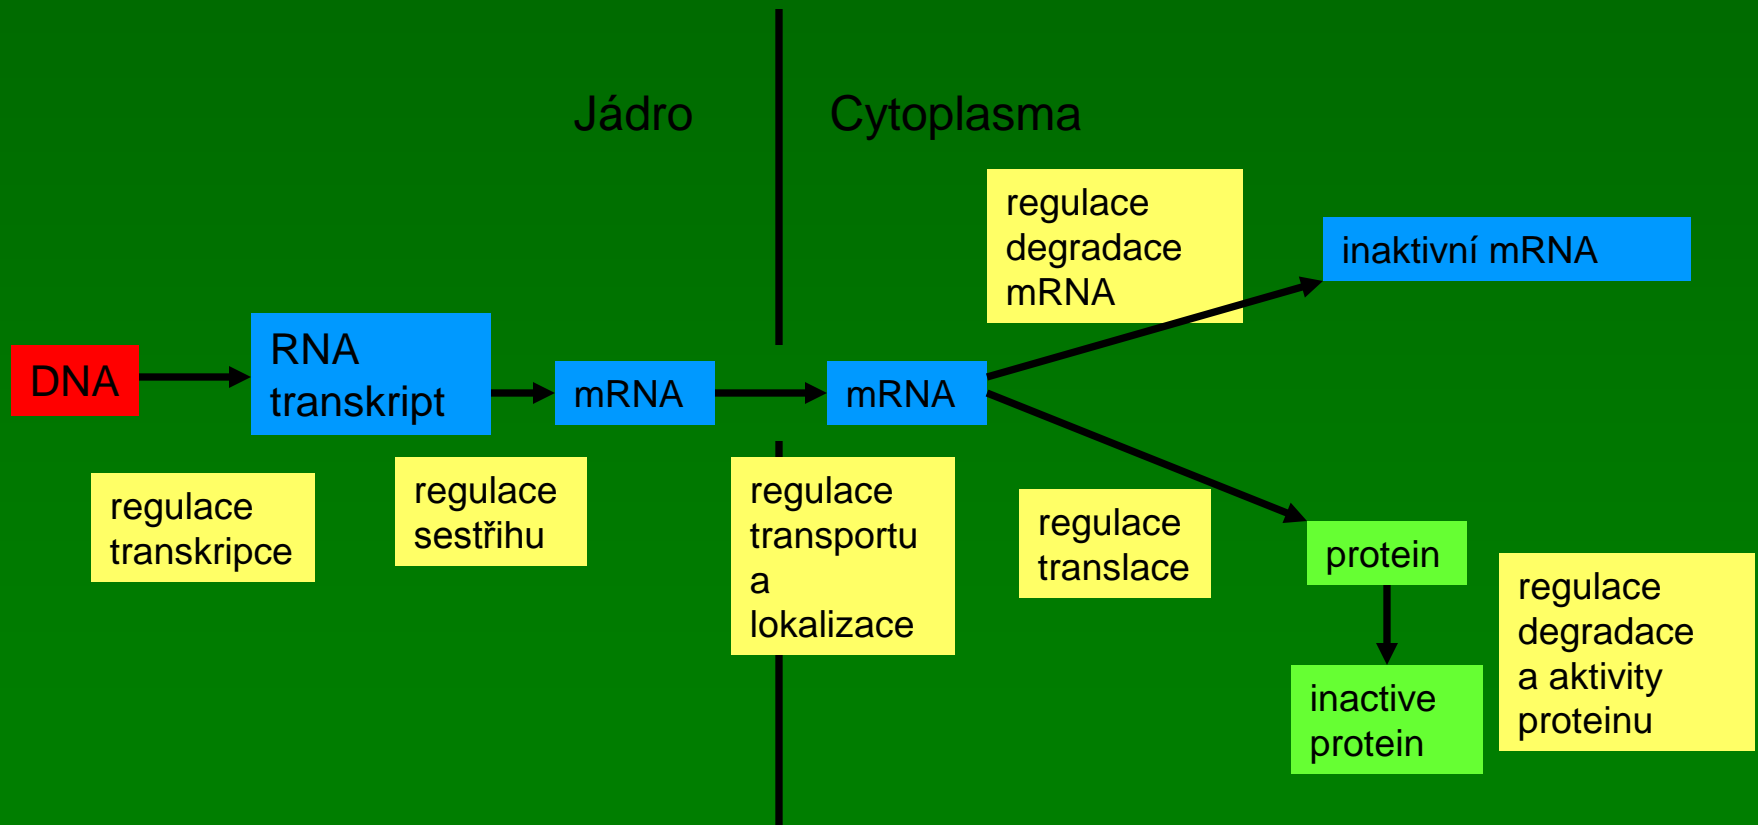 Jádro
Cytoplasma
regulace
degradace
mRNA
inaktivní mRNA
DNA
RNA
transkript
mRNA
mRNA
regulace
transkripce
regulace
sestřihu
regulace
transportu
a
lokalizace
regulace
translace
protein
inactive
protein
regulace
degradace
a aktivity
proteinu